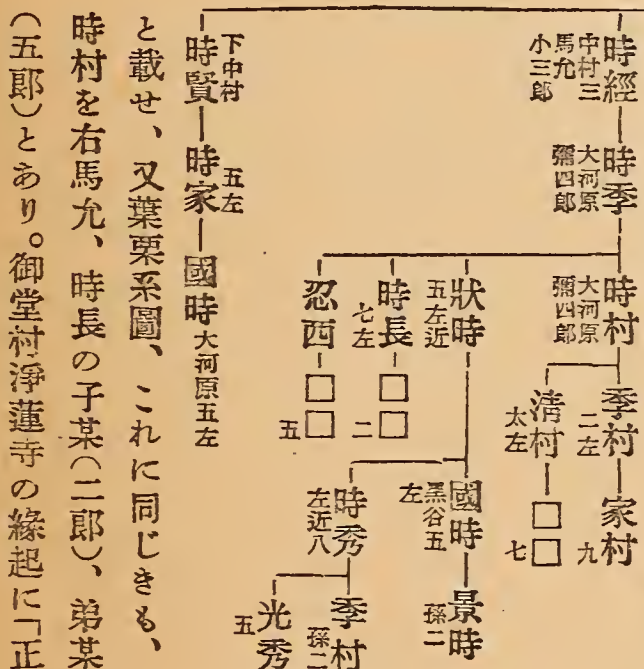 時經 中村三 馬允 小三郎
時季 大河原 彌四郎
時村 大河原 彌四郎
季村 二左
家村 九
清村 太左
□□ 七
狀時 五左近
國時 黒谷五 左
景時 孫二
時秀 左近八
季村 孫二
光秀 五
時長 七左
□□ 二
忍西
□□ 五
時賢 下中村
時家 五左
國時 大河原五左
と載せ、又葉栗系圖、これに同じきも、
時村を右馬允、時長の子某(二郎)、弟某
(五郎)とあり。御堂村淨蓮寺の緣起に「正